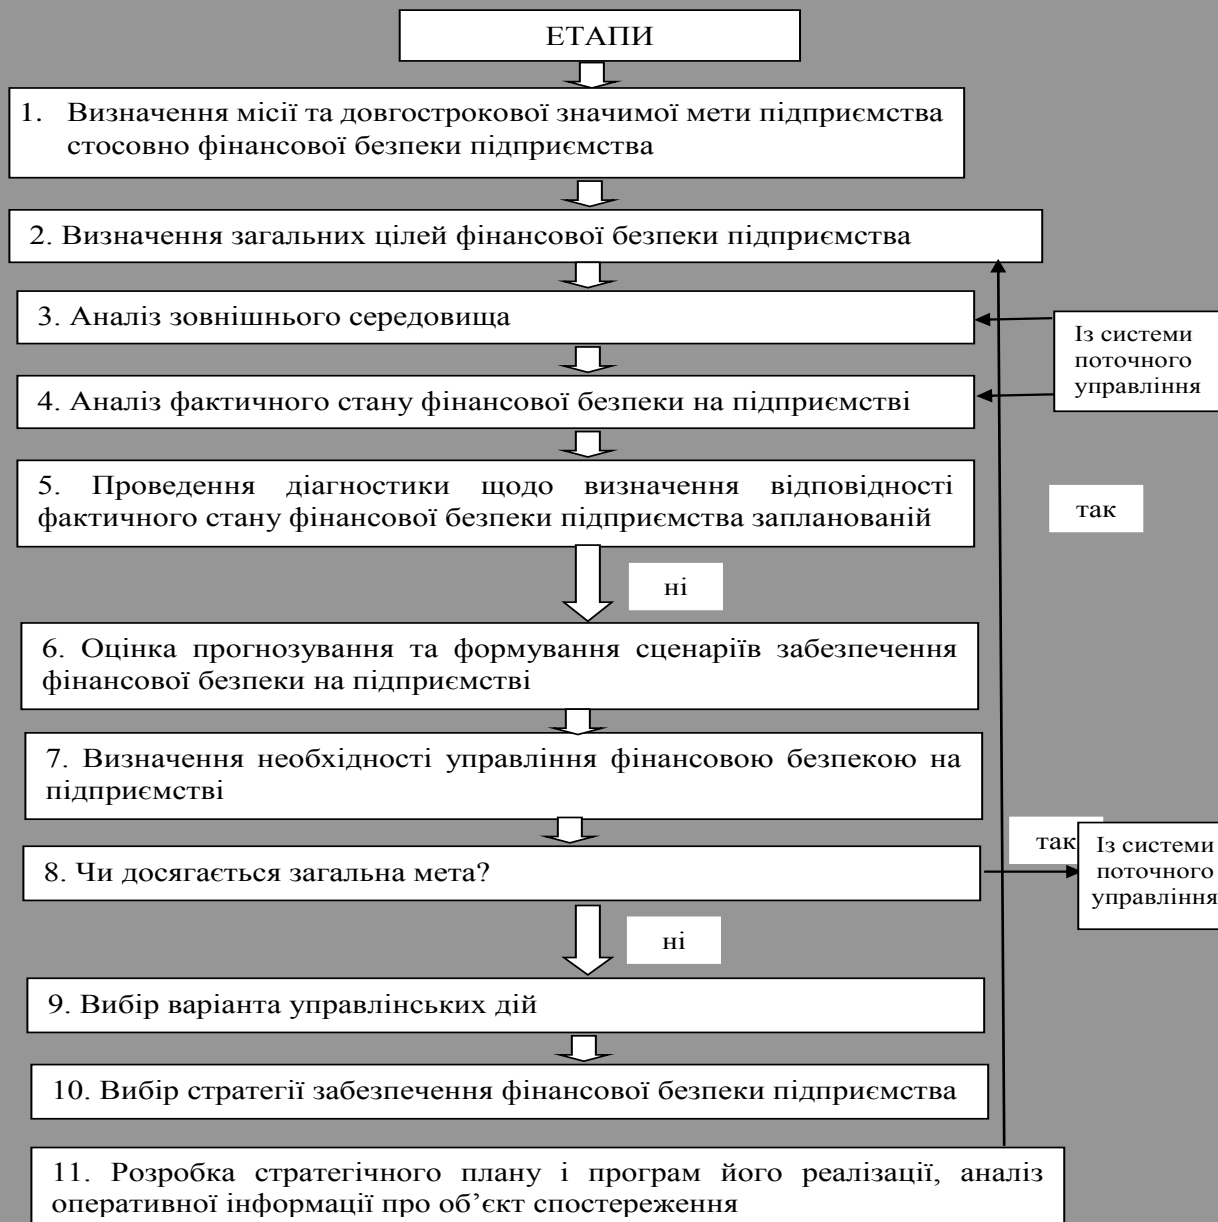 ЕТАПИ
1. Визначення місії та довгострокової значимої мети підприємства
стосовно фінансової безпеки підприємства
2. Визначення загальних цілей фінансової безпеки підприємства
3. Аналіз зовнішнього середовища
Із системи
поточного
управління
4. Аналіз фактичного стану фінансової безпеки на підприємстві
5. Проведення діагностики щодо визначення відповідності
фактичного стану фінансової безпеки підприємства запланованій
так
ні
6. Оцінка прогнозування та формування сценаріїв забезпечення
фінансової безпеки на підприємстві
7. Визначення необхідності управління фінансовою безпекою на
підприємстві
8. Чи досягається загальна мета?
так
Із системи
поточного
управління
ні
9. Вибір варіанта управлінських дій
10. Вибір стратегії забезпечення фінансової безпеки підприємства
11. Розробка стратегічного плану і програм його реалізації, аналіз
оперативної інформації про об’єкт спостереження